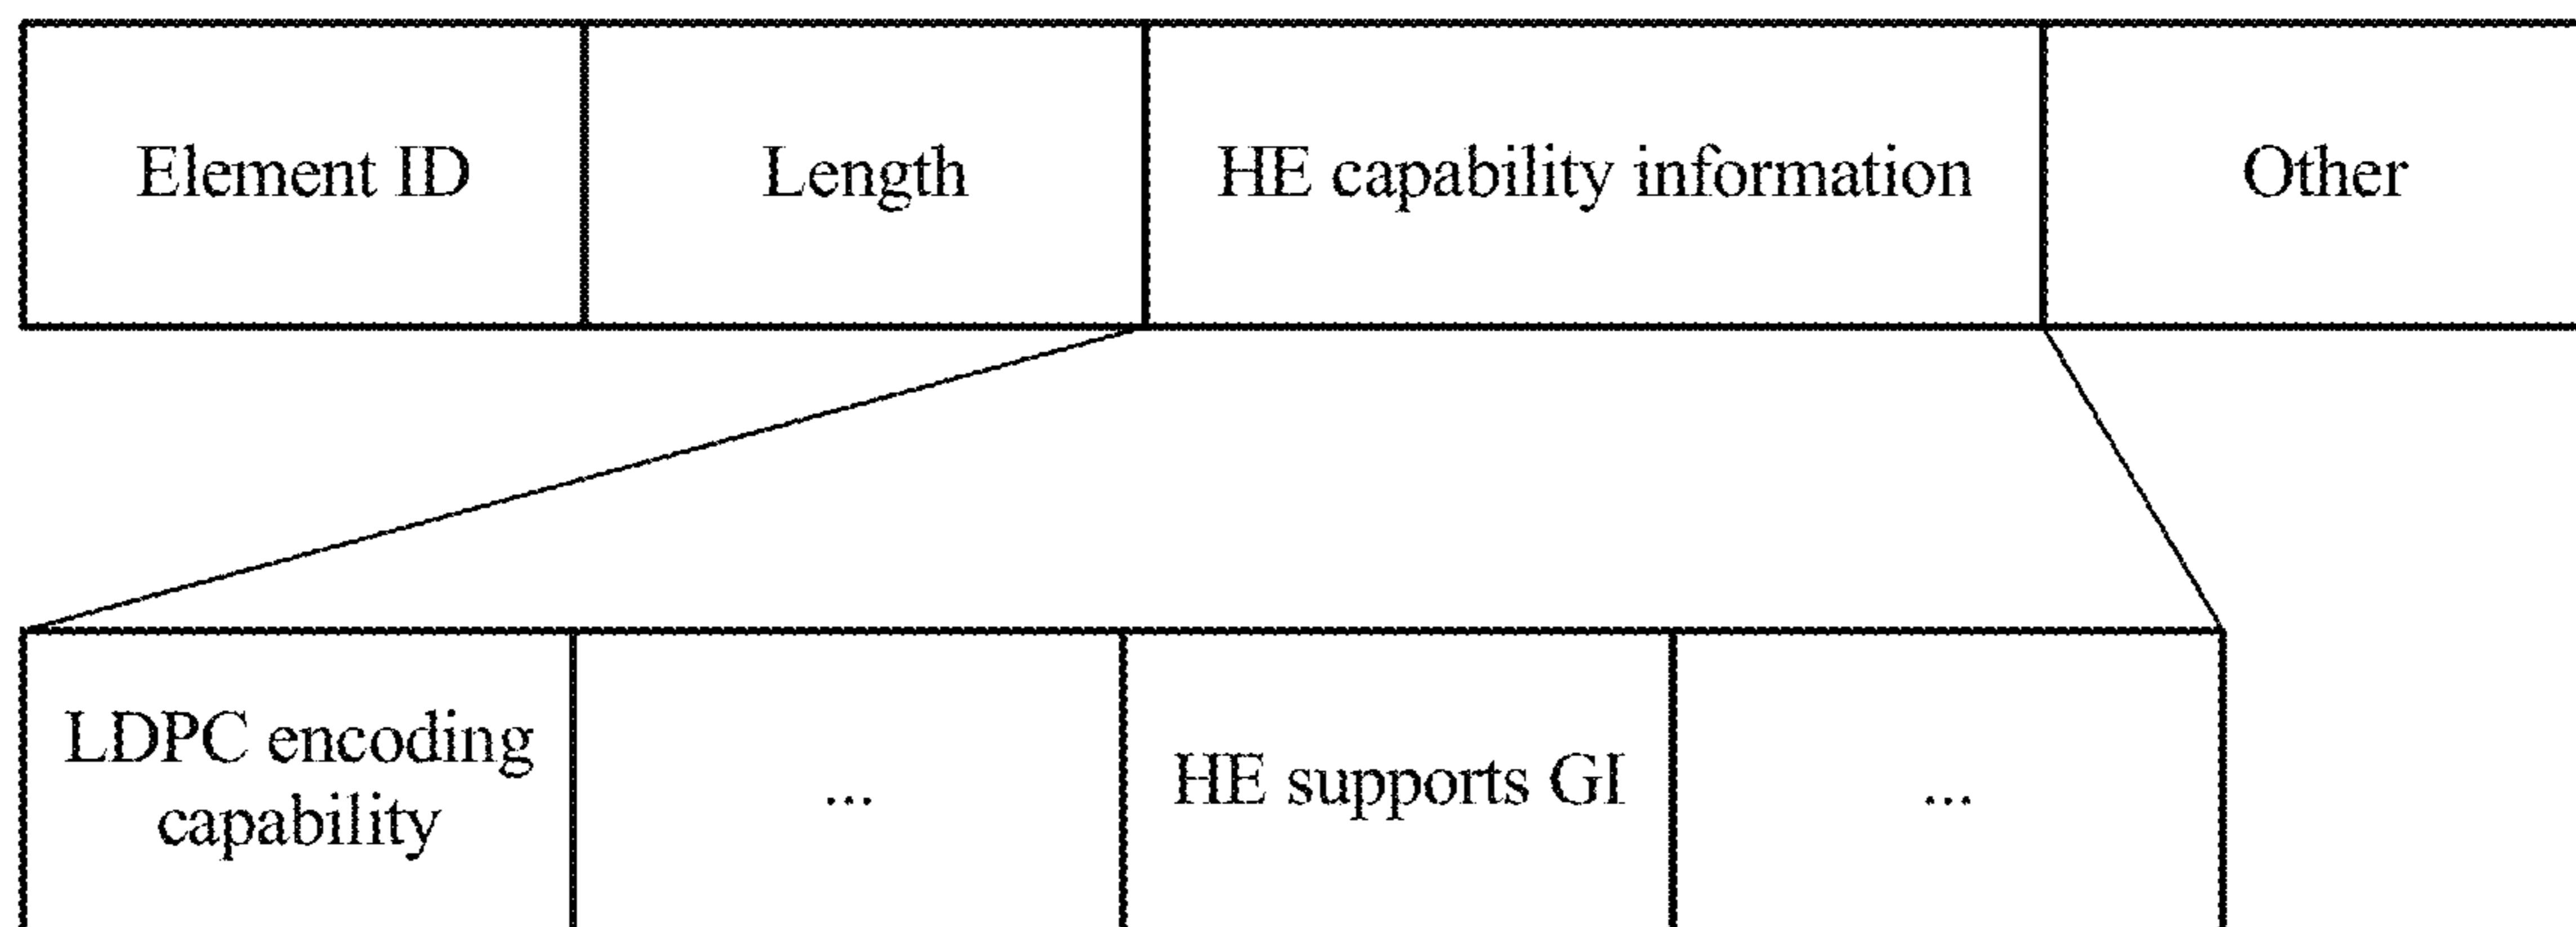 Element ID
Length
HE capability information
Other
LDPC encoding
capability
...
HE supports GI
...